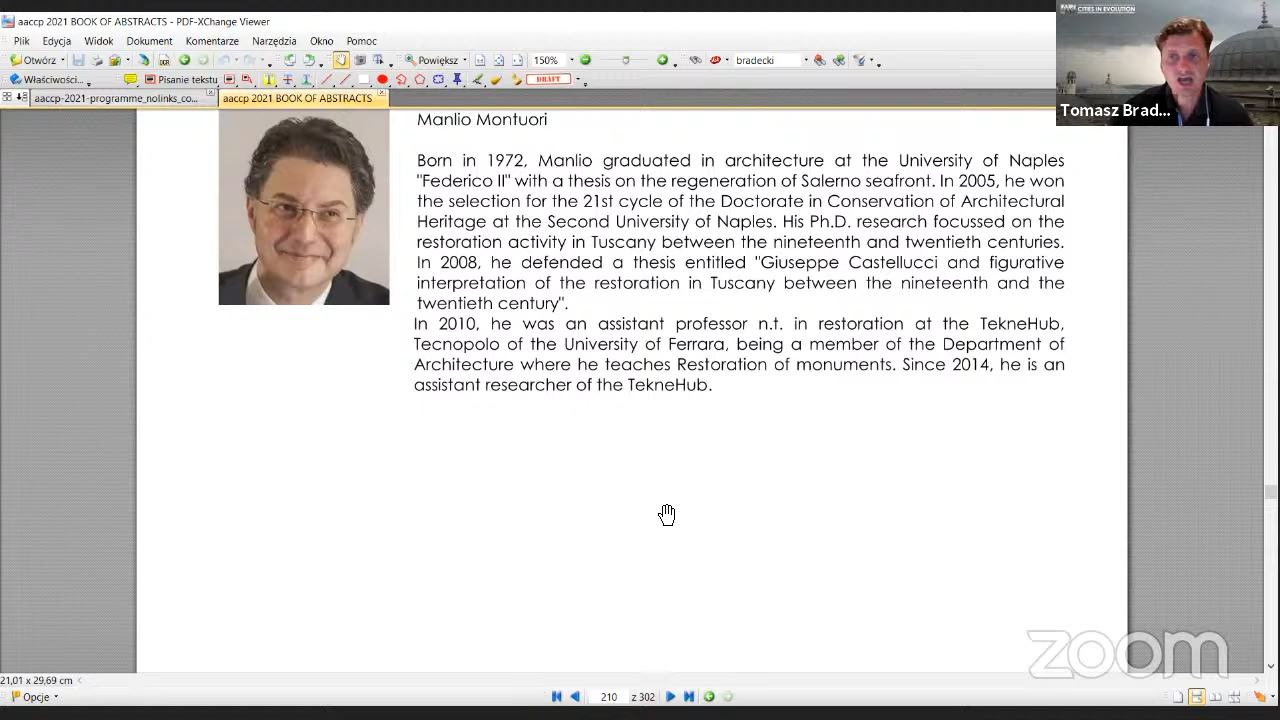 aaccp 2021 BOOK OF ABSTRACTS - PDF-XChange Viewer
Plik Edycja Widok Dokument Komentarze Narzędzia Okno Pomoc
Otwórz Powiększ 150% bradecki
Właściwości... Pisanie tekstu DRAFT
aaccp-2021-programme_nolinks_co... aaccp 2021 BOOK OF ABSTRACTS
CITIES IN EVOLUTION
Tomasz Brad...
Manlio Montuori
Born in 1972, Manlio graduated in architecture at the University of Naples
"Federico II" with a thesis on the regeneration of Salerno seafront. In 2005, he won
the selection for the 21st cycle of the Doctorate in Conservation of Architectural
Heritage at the Second University of Naples. His Ph.D. research focussed on the
restoration activity in Tuscany between the nineteenth and twentieth centuries.
In 2008, he defended a thesis entitled "Giuseppe Castellucci and figurative
interpretation of the restoration in Tuscany between the nineteenth and the
twentieth century".
In 2010, he was an assistant professor n.t. in restoration at the TekneHub,
Tecnopolo of the University of Ferrara, being a member of the Department of
Architecture where he teaches Restoration of monuments. Since 2014, he is an
assistant researcher of the TekneHub.
zoom
21,01 x 29,69 cm
Opcje 210 z 302